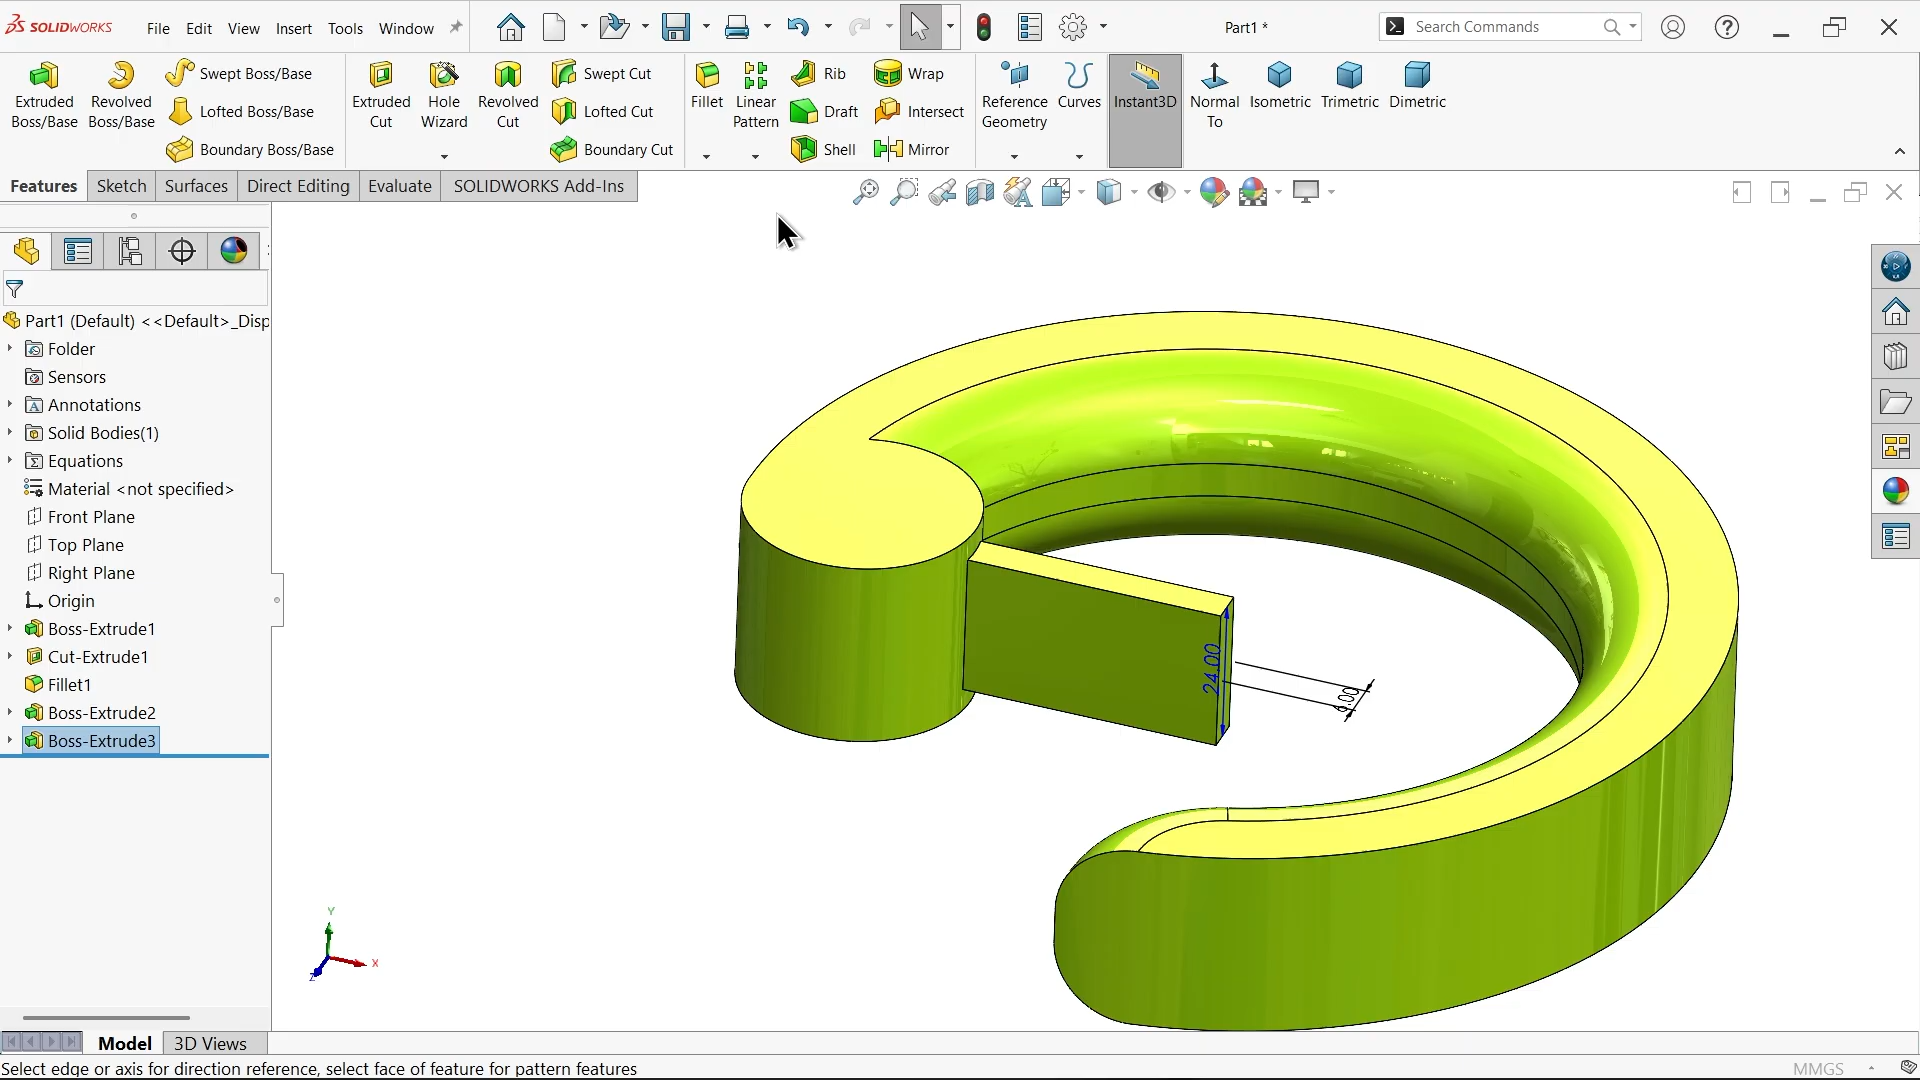 SOLIDWORKS File Edit View Insert Tools Window Part1 * Search Commands
Extruded Boss/Base
Revolved Boss/Base
Swept Boss/Base
Lofted Boss/Base
Boundary Boss/Base
Extruded Cut
Hole Wizard
Revolved Cut
Swept Cut
Lofted Cut
Boundary Cut
Fillet
Linear Pattern
Rib
Draft
Shell
Wrap
Intersect
Mirror
Reference Geometry
Curves
Instant3D
Normal To
Isometric
Trimetric
Dimetric
Features Sketch Surfaces Direct Editing Evaluate SOLIDWORKS Add-Ins
Part1 (Default) <<Default>_Disp
Folder
Sensors
Annotations
Solid Bodies(1)
Equations
Material <not specified>
Front Plane
Top Plane
Right Plane
Origin
Boss-Extrude1
Cut-Extrude1
Fillet1
Boss-Extrude2
Boss-Extrude3
24.00
Y
X
Z
Model 3D Views
Select edge or axis for direction reference, select face of feature for pattern features
MMGS